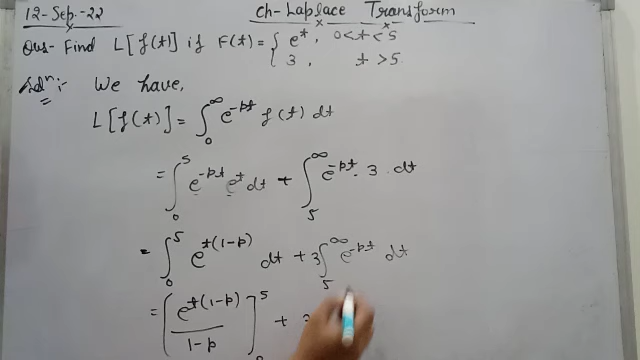 12-Sep.-22 Ch-Laplace Transform
Ques- Find L[f(t)] if F(t) = { e^t, 0<t<5
3, t>5.
Sol^n:- We have,
L[f(t)] = ∫_0^∞ e^{-pt} f(t) dt
= ∫_0^5 e^{-pt} e^t dt + ∫_5^∞ e^{-pt}. 3 dt
= ∫_0^5 e^{t(1-p)} dt + 3∫_5^∞ e^{-pt} dt
= [e^{t(1-p)}/1-p]_0^5 +